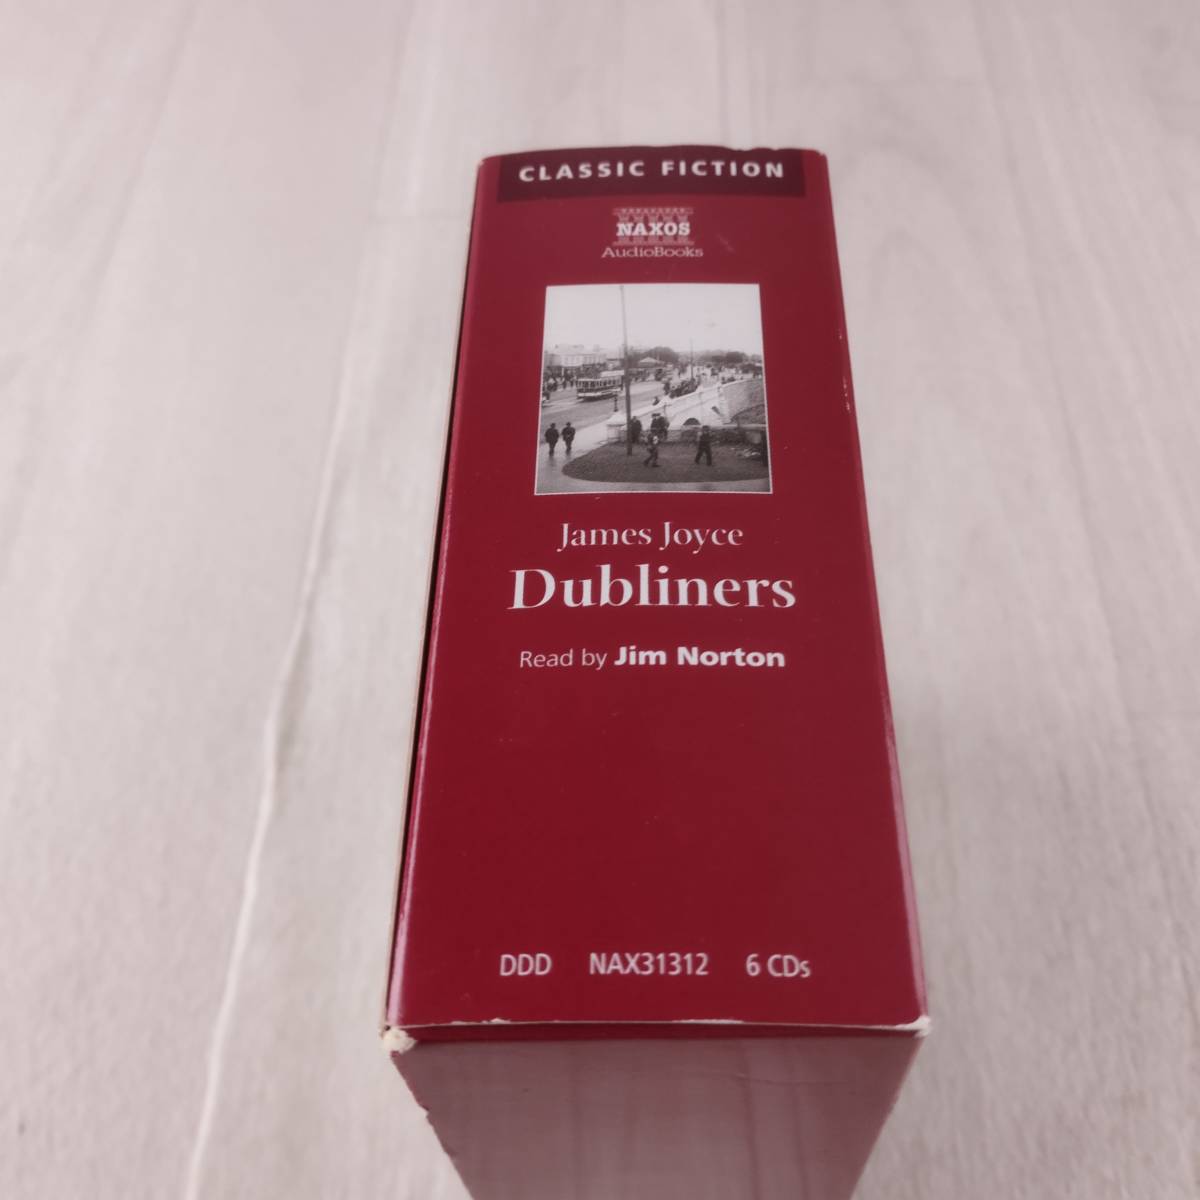 CLASSIC FICTION
NAXOS
AudioBooks
James Joyce
Dubliners
Read by Jim Norton
DDD NAX31312 6 CDs